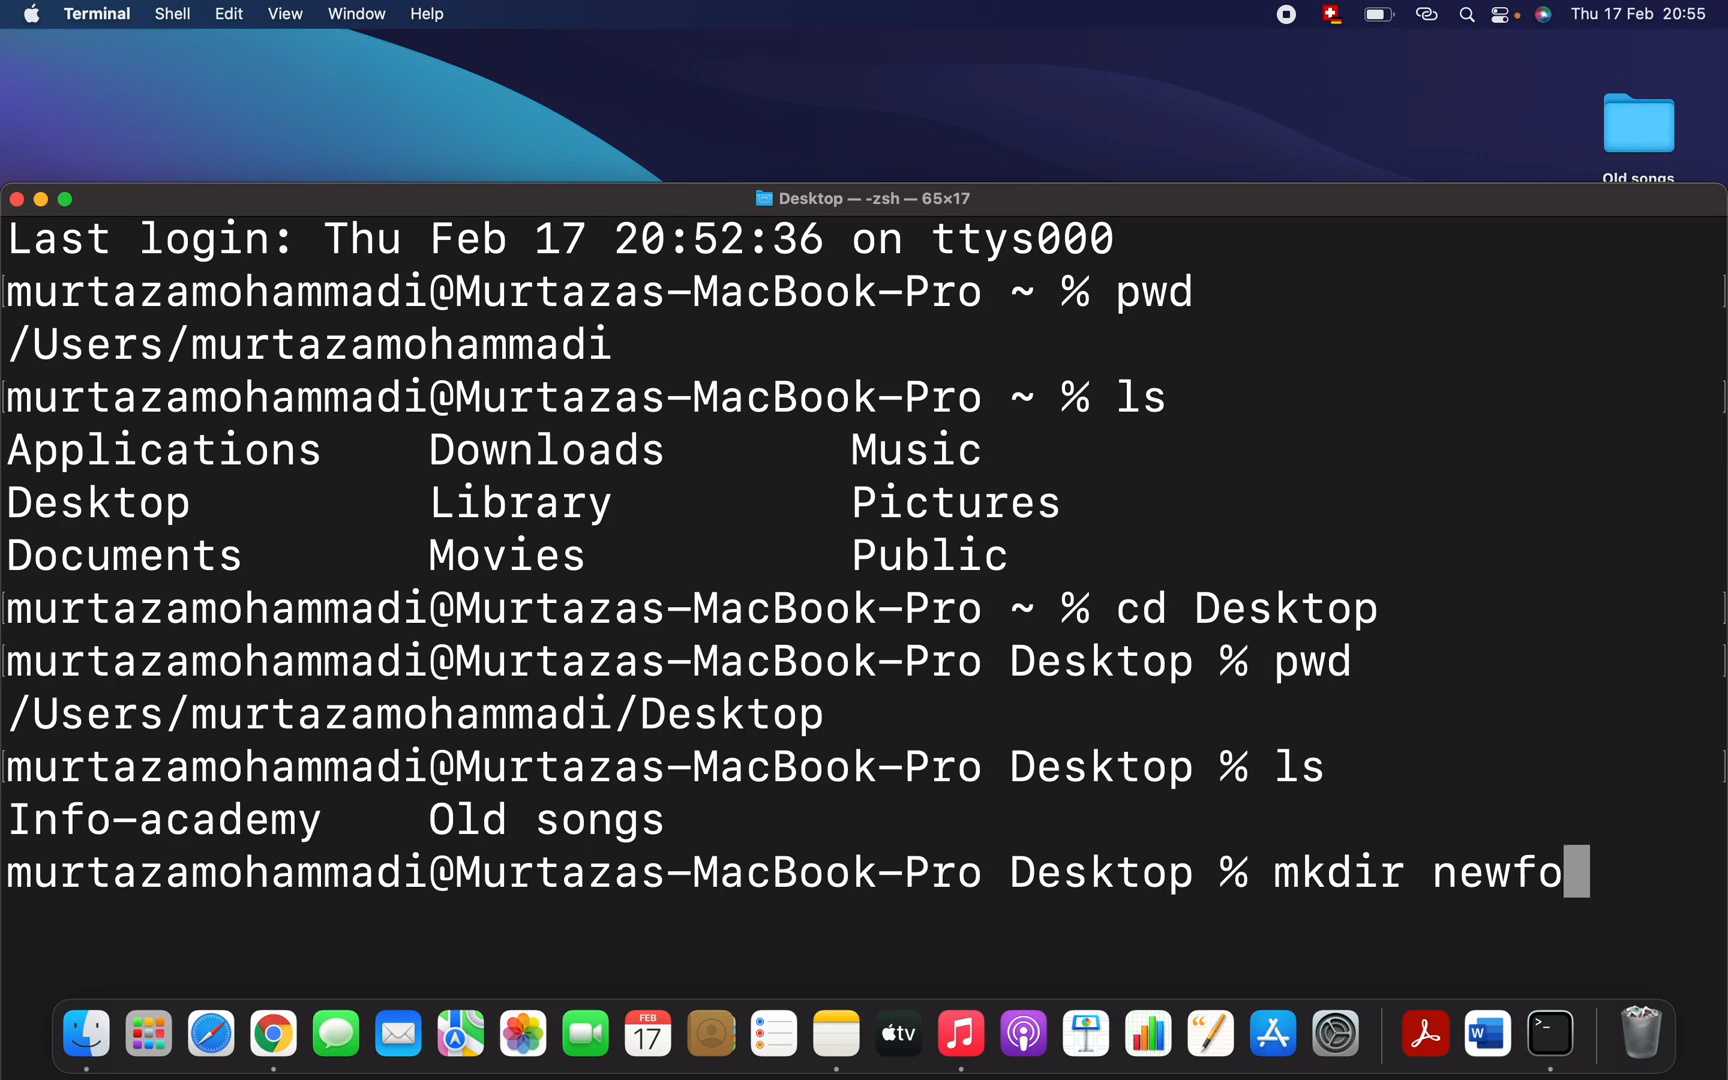 Terminal Shell Edit View Window Help Thu 17 Feb 20:55
Old songs
Desktop — -zsh — 65×17
Last login: Thu Feb 17 20:52:36 on ttys000
murtazamohammadi@Murtazas-MacBook-Pro ~ % pwd
/Users/murtazamohammadi
murtazamohammadi@Murtazas-MacBook-Pro ~ % ls
Applications Downloads Music
Desktop Library Pictures
Documents Movies Public
murtazamohammadi@Murtazas-MacBook-Pro ~ % cd Desktop
murtazamohammadi@Murtazas-MacBook-Pro Desktop % pwd
/Users/murtazamohammadi/Desktop
murtazamohammadi@Murtazas-MacBook-Pro Desktop % ls
Info-academy Old songs
murtazamohammadi@Murtazas-MacBook-Pro Desktop % mkdir newfo
FEB
17
tv
W
>_